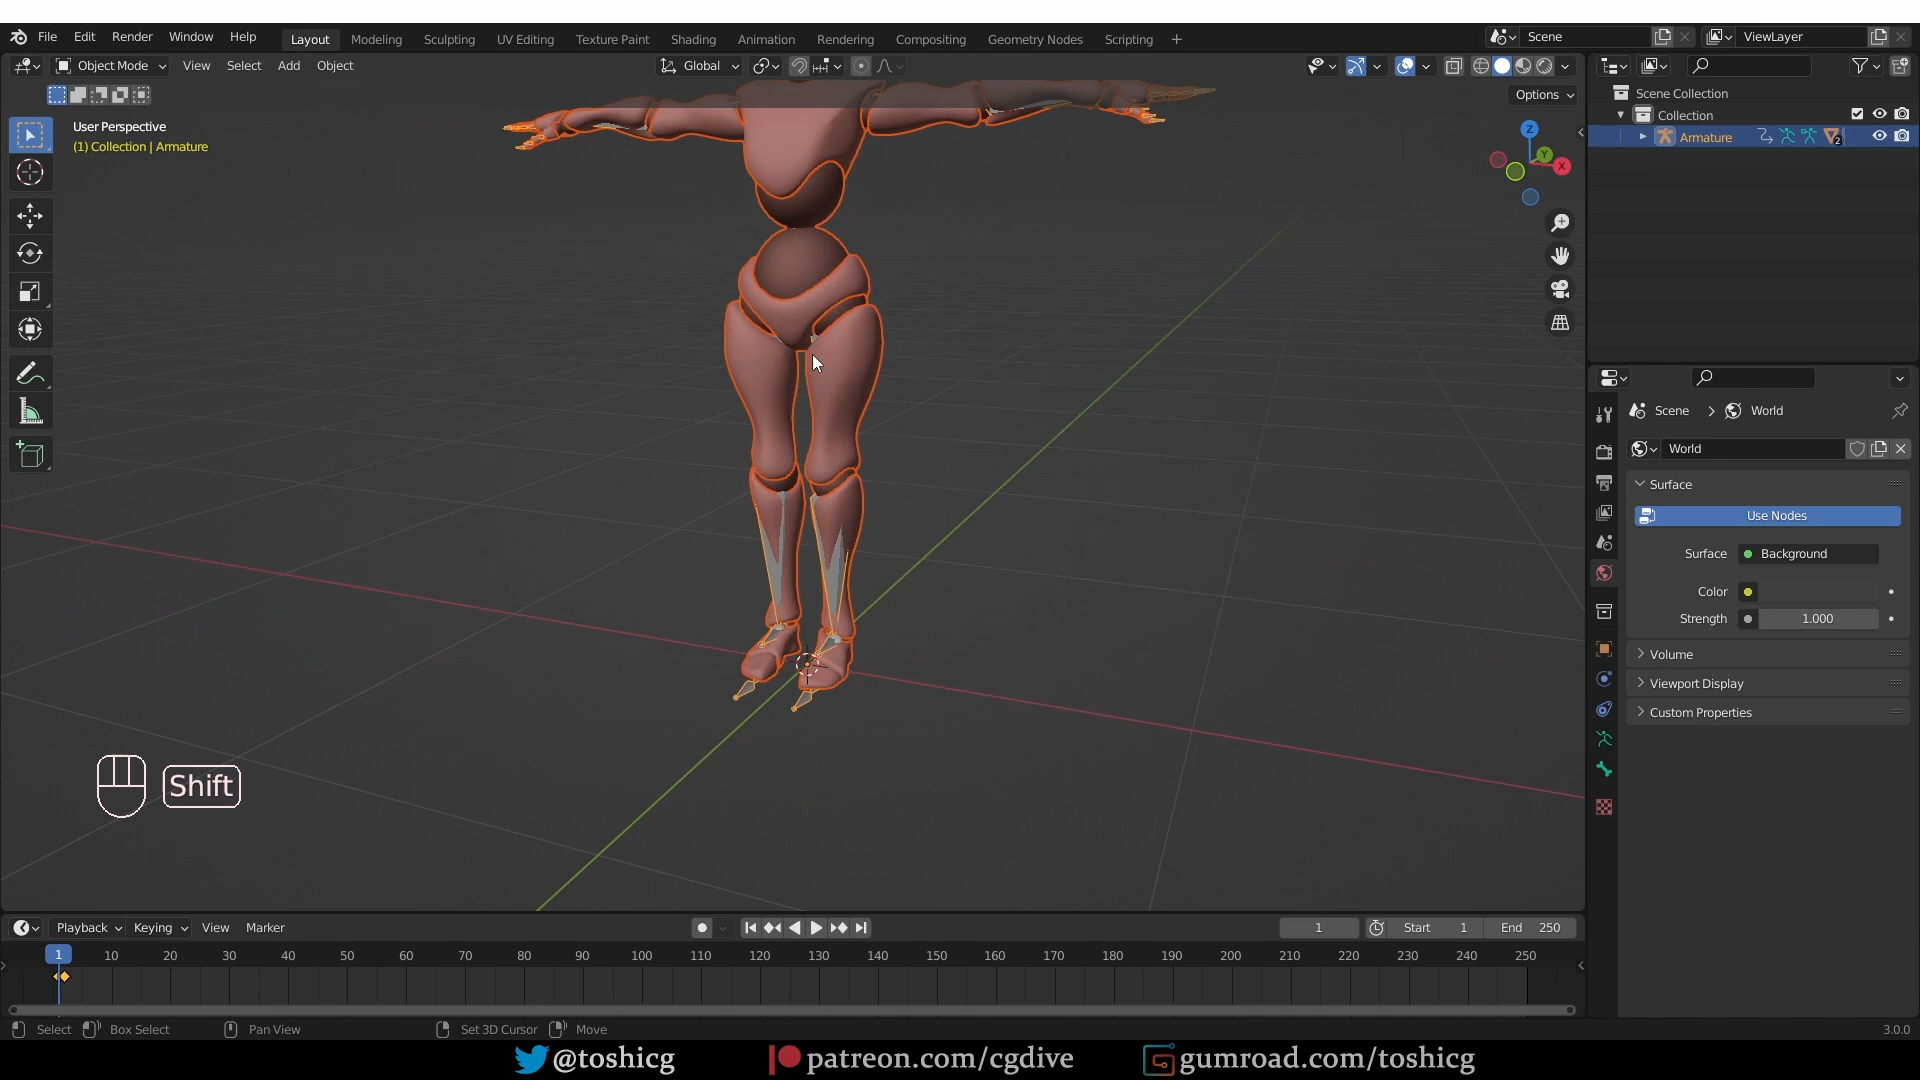 File Edit Render Window Help Layout Modeling Sculpting UV Editing Texture Paint Shading Animation Rendering Compositing Geometry Nodes Scripting + Scene ViewLayer
Object Mode View Select Add Object Global
Options
User Perspective
(1) Collection | Armature
Z
Y
X
Scene Collection
Collection
Armature 2
Scene > World
World
Surface
Use Nodes
Surface Background
Color
Strength 1.000
Volume
Viewport Display
Custom Properties
Shift
Playback Keying View Marker 1 Start 1 End 250
1 10 20 30 40 50 60 70 80 90 100 110 120 130 140 150 160 170 180 190 200 210 220 230 240 250
Select Box Select Pan View Set 3D Cursor Move 3.0.0
@toshicg patreon.com/cgdive gumroad.com/toshicg